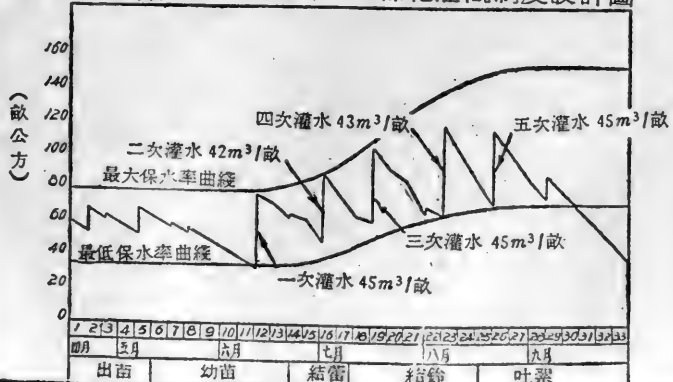 160
140
120
100
80
60
40
20
0
(畝公方)
四次灌水 43m³/畝
五次灌水 45m³/畝
二次灌水 42m³/畝
最大保水率曲綫
最低保水率曲綫
三次灌水 45m³/畝
一次灌水 45m³/畝
1 2 3 4 5 6 7 8 9 10 11 12 13 14 15 16 17 18 19 20 21 22 23 24 25 26 27 28 29 30 31 32 33
四月 五月 六月 七月 八月 九月
出苗 幼苗 結蕾 結鈴 吐絮